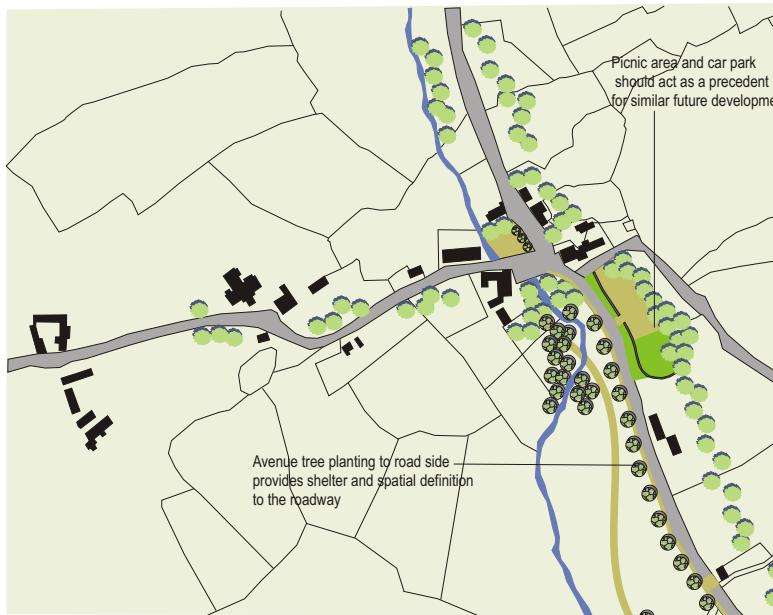 Picnic area and car park
should act as a precedent
for similar future developme
Avenue tree planting to road side
provides shelter and spatial definition
to the roadway